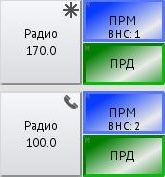 Радио
170.0
ПРМ
ВНС: 1
ПРД
Радио
100.0
ПРМ
ВНС: 2
ПРД